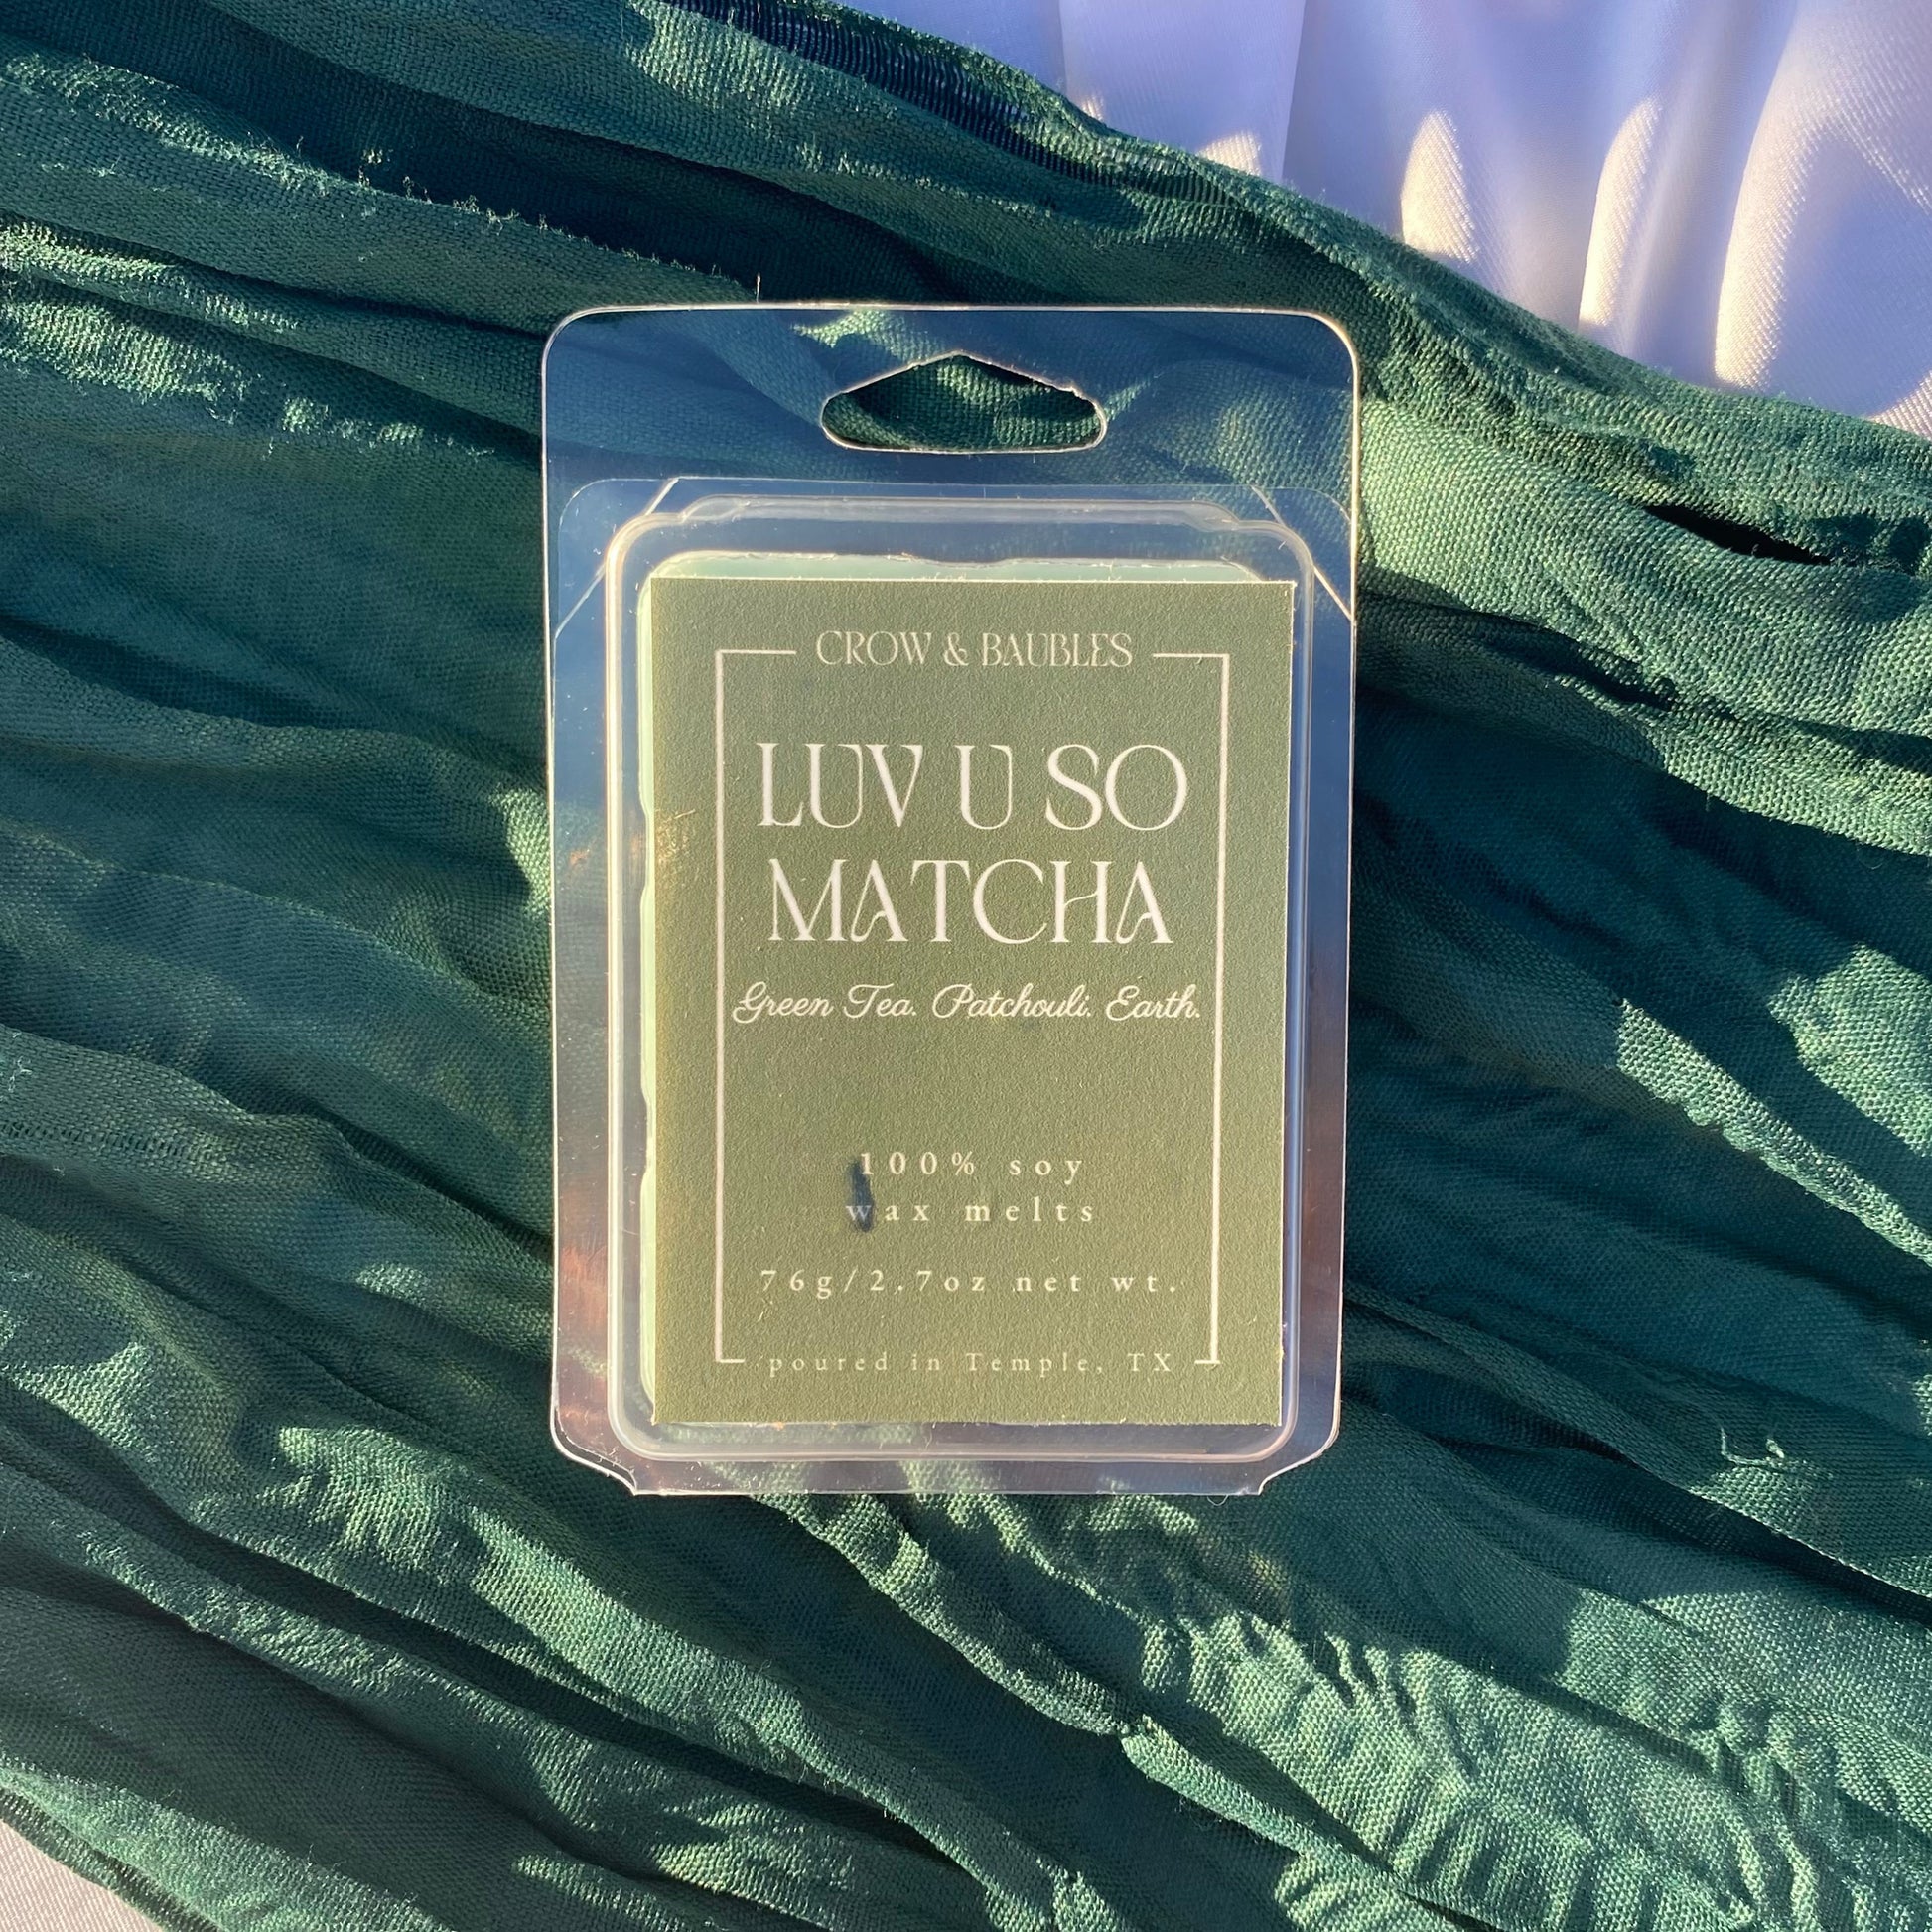 CROW & BAUBLES
LUV U SO
MATCHA
Green Tea. Patchouli. Earth.
100% soy
wax melts
76g/2.7oz net wt.
poured in Temple, TX